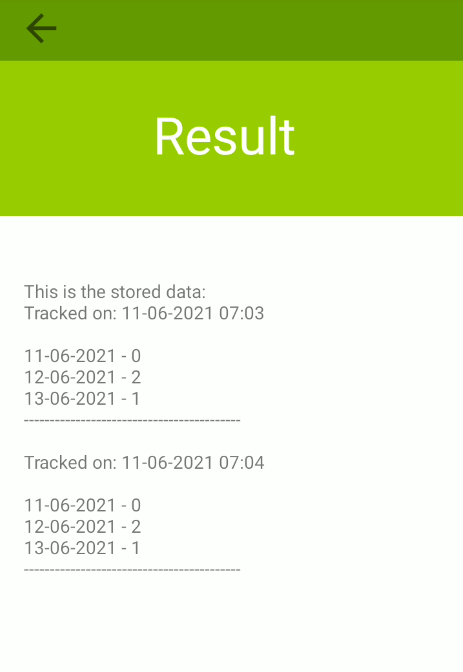 Result
This is the stored data:
Tracked on: 11-06-2021 07:03
11-06-2021 - 0
12-06-2021 - 2
13-06-2021 - 1
------------------------------------------
Tracked on: 11-06-2021 07:04
11-06-2021 - 0
12-06-2021 - 2
13-06-2021 - 1
------------------------------------------